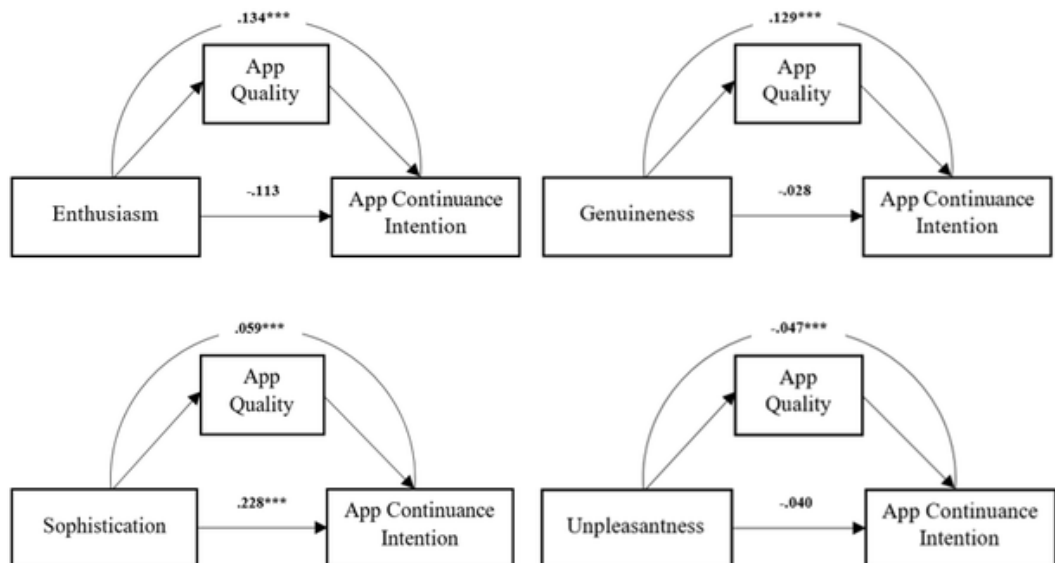 .134***
App
Quality
-.113
Enthusiasm
App Continuance
Intention
.129***
App
Quality
-.028
Genuineness
App Continuance
Intention
.059***
App
Quality
.228***
Sophistication
App Continuance
Intention
-.047***
App
Quality
-.040
Unpleasantness
App Continuance
Intention